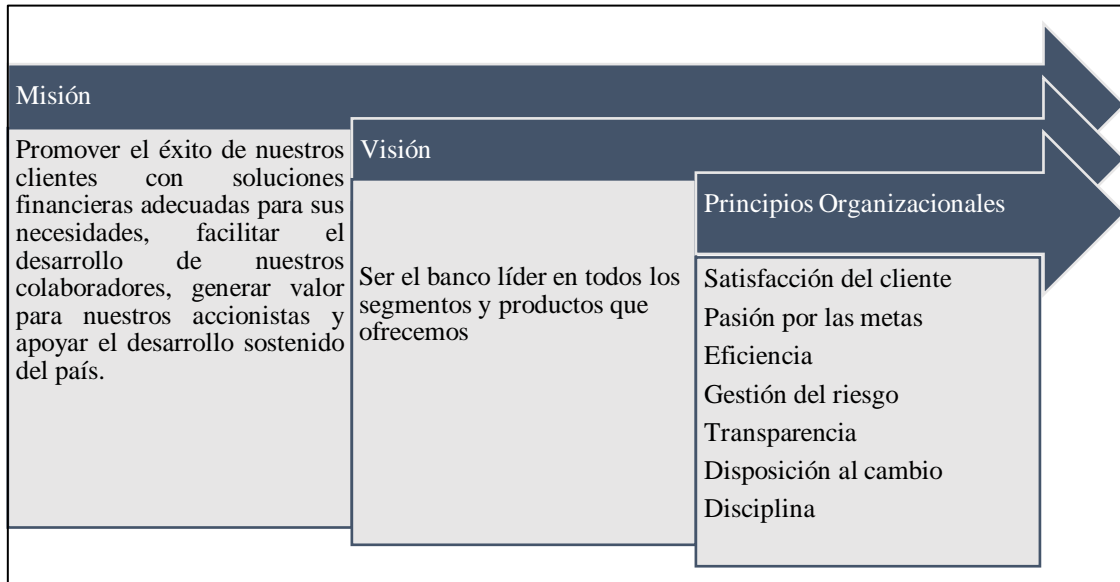 Misión
Promover el éxito de nuestros
clientes con soluciones
financieras adecuadas para sus
necesidades, facilitar el
desarrollo de nuestros
colaboradores, generar valor
para nuestros accionistas y
apoyar el desarrollo sostenido
del país.
Visión
Ser el banco líder en todos los
segmentos y productos que
ofrecemos
Principios Organizacionales
Satisfacción del cliente
Pasión por las metas
Eficiencia
Gestión del riesgo
Transparencia
Disposición al cambio
Disciplina